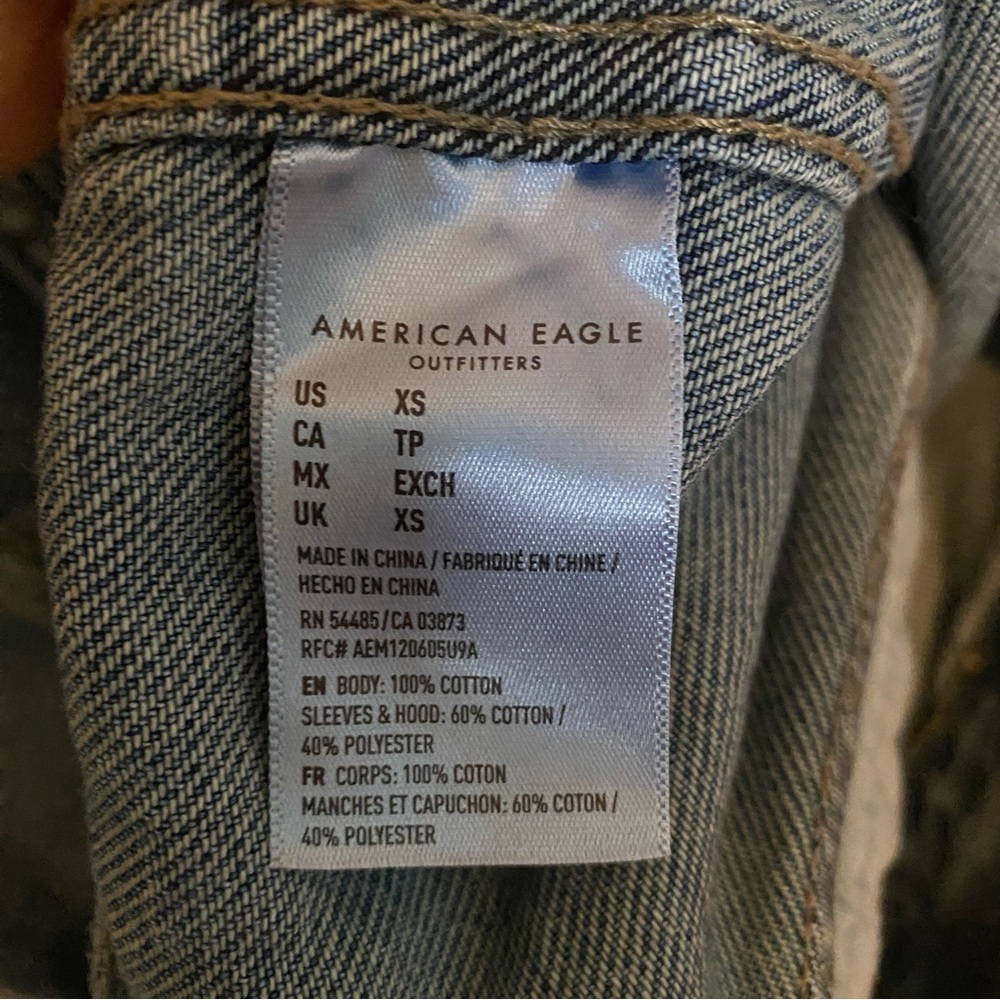 AMERICAN EAGLE
OUTFITTERS
US XS
CA TP
MX EXCH
UK XS
MADE IN CHINA / FABRIQUÉ EN CHINE /
HECHO EN CHINA
RN 54485/CA 03873
RFC# AEM120605U9A
EN BODY: 100% COTTON
SLEEVES & HOOD: 60% COTTON /
40% POLYESTER
FR CORPS: 100% COTON
MANCHES ET CAPUCHON: 60% COTON /
40% POLYESTER